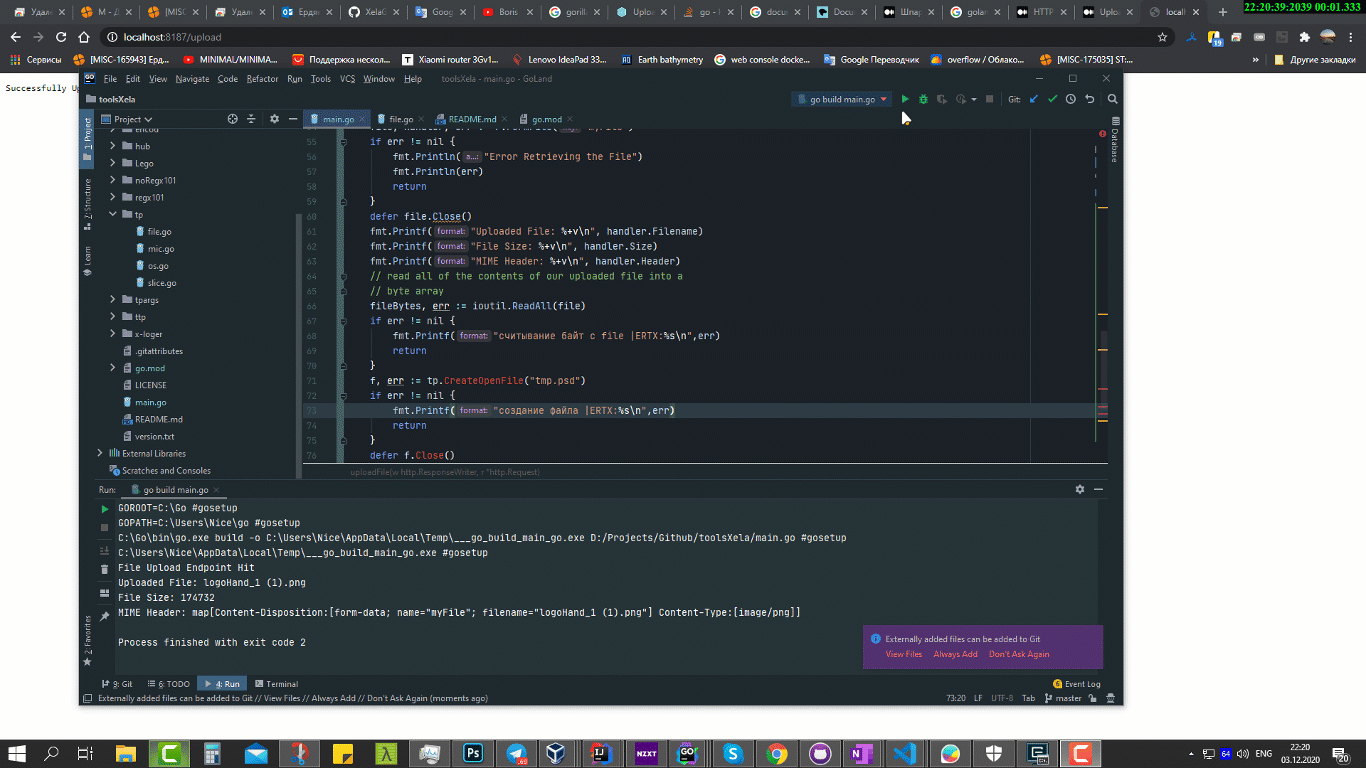 22:20:39:2039 00:01.333
Удале
М - Д
[MISC
Удале
Ердяк
XelaG
Goog
Boris
gorill
Uploa
go - H
docum
Docu
Шпар
golar
HTTP
Uploa
locall
localhost:8187/upload
19
Сервисы
[MISC-165943] Ерд...
MINIMAL/MINIMA...
Поддержка нескол...
Xiaomi router 3Gv1...
Lenovo IdeaPad 33...
Earth bathymetry
web console docke...
Google Переводчик
overflow / Облако...
[MISC-175035] ST:...
»
Другие закладки
Successfully Up
File Edit View Navigate Code Refactor Run Tools VCS Window Help toolsXela - main.go - GoLand
toolsXela
go build main.go
Git:
Project
main.go
file.go
README.md
go.mod
1: Project
7: Structure
Learn
2: Favorites
Database
encod
hub
Lego
noRegx101
regx101
tp
file.go
mic.go
os.go
slice.go
tpargs
ttp
x-loger
.gitattributes
go.mod
LICENSE
main.go
README.md
version.txt
External Libraries
Scratches and Consoles
55 if err != nil {
56 fmt.Println( a...: "Error Retrieving the File")
57 fmt.Println(err)
58 return
59 }
60 defer file.Close()
61 fmt.Printf( format: "Uploaded File: %+v\n", handler.Filename)
62 fmt.Printf( format: "File Size: %+v\n", handler.Size)
63 fmt.Printf( format: "MIME Header: %+v\n", handler.Header)
64 // read all of the contents of our uploaded file into a
65 // byte array
66 fileBytes, err := ioutil.ReadAll(file)
67 if err != nil {
68 fmt.Printf( format: "считывание байт с file |ERTX:%s\n",err)
69 return
70 }
71 f, err := tp.CreateOpenFile("tmp.psd")
72 if err != nil {
73 fmt.Printf( format: "создание файла |ERTX:%s\n",err)
74 return
75 }
76 defer f.Close()
uploadFile(w http.ResponseWriter, r *http.Request)
Run: go build main.go
GOROOT=C:\Go #gosetup
GOPATH=C:\Users\Nice\go #gosetup
C:\Go\bin\go.exe build -o C:\Users\Nice\AppData\Local\Temp\___go_build_main_go.exe D:/Projects/Github/toolsXela/main.go #gosetup
C:\Users\Nice\AppData\Local\Temp\___go_build_main_go.exe #gosetup
File Upload Endpoint Hit
Uploaded File: logoHand_1 (1).png
File Size: 174732
MIME Header: map[Content-Disposition:[form-data; name="myFile"; filename="logoHand_1 (1).png"] Content-Type:[image/png]]
Process finished with exit code 2
Externally added files can be added to Git
View Files Always Add Don't Ask Again
9: Git 6: TODO 4: Run Terminal
Event Log
Externally added files can be added to Git // View Files // Always Add // Don't Ask Again (moments ago)
73:20 LF UTF-8 Tab master
ENG
22:20
03.12.2020
20
69
NZXT
64